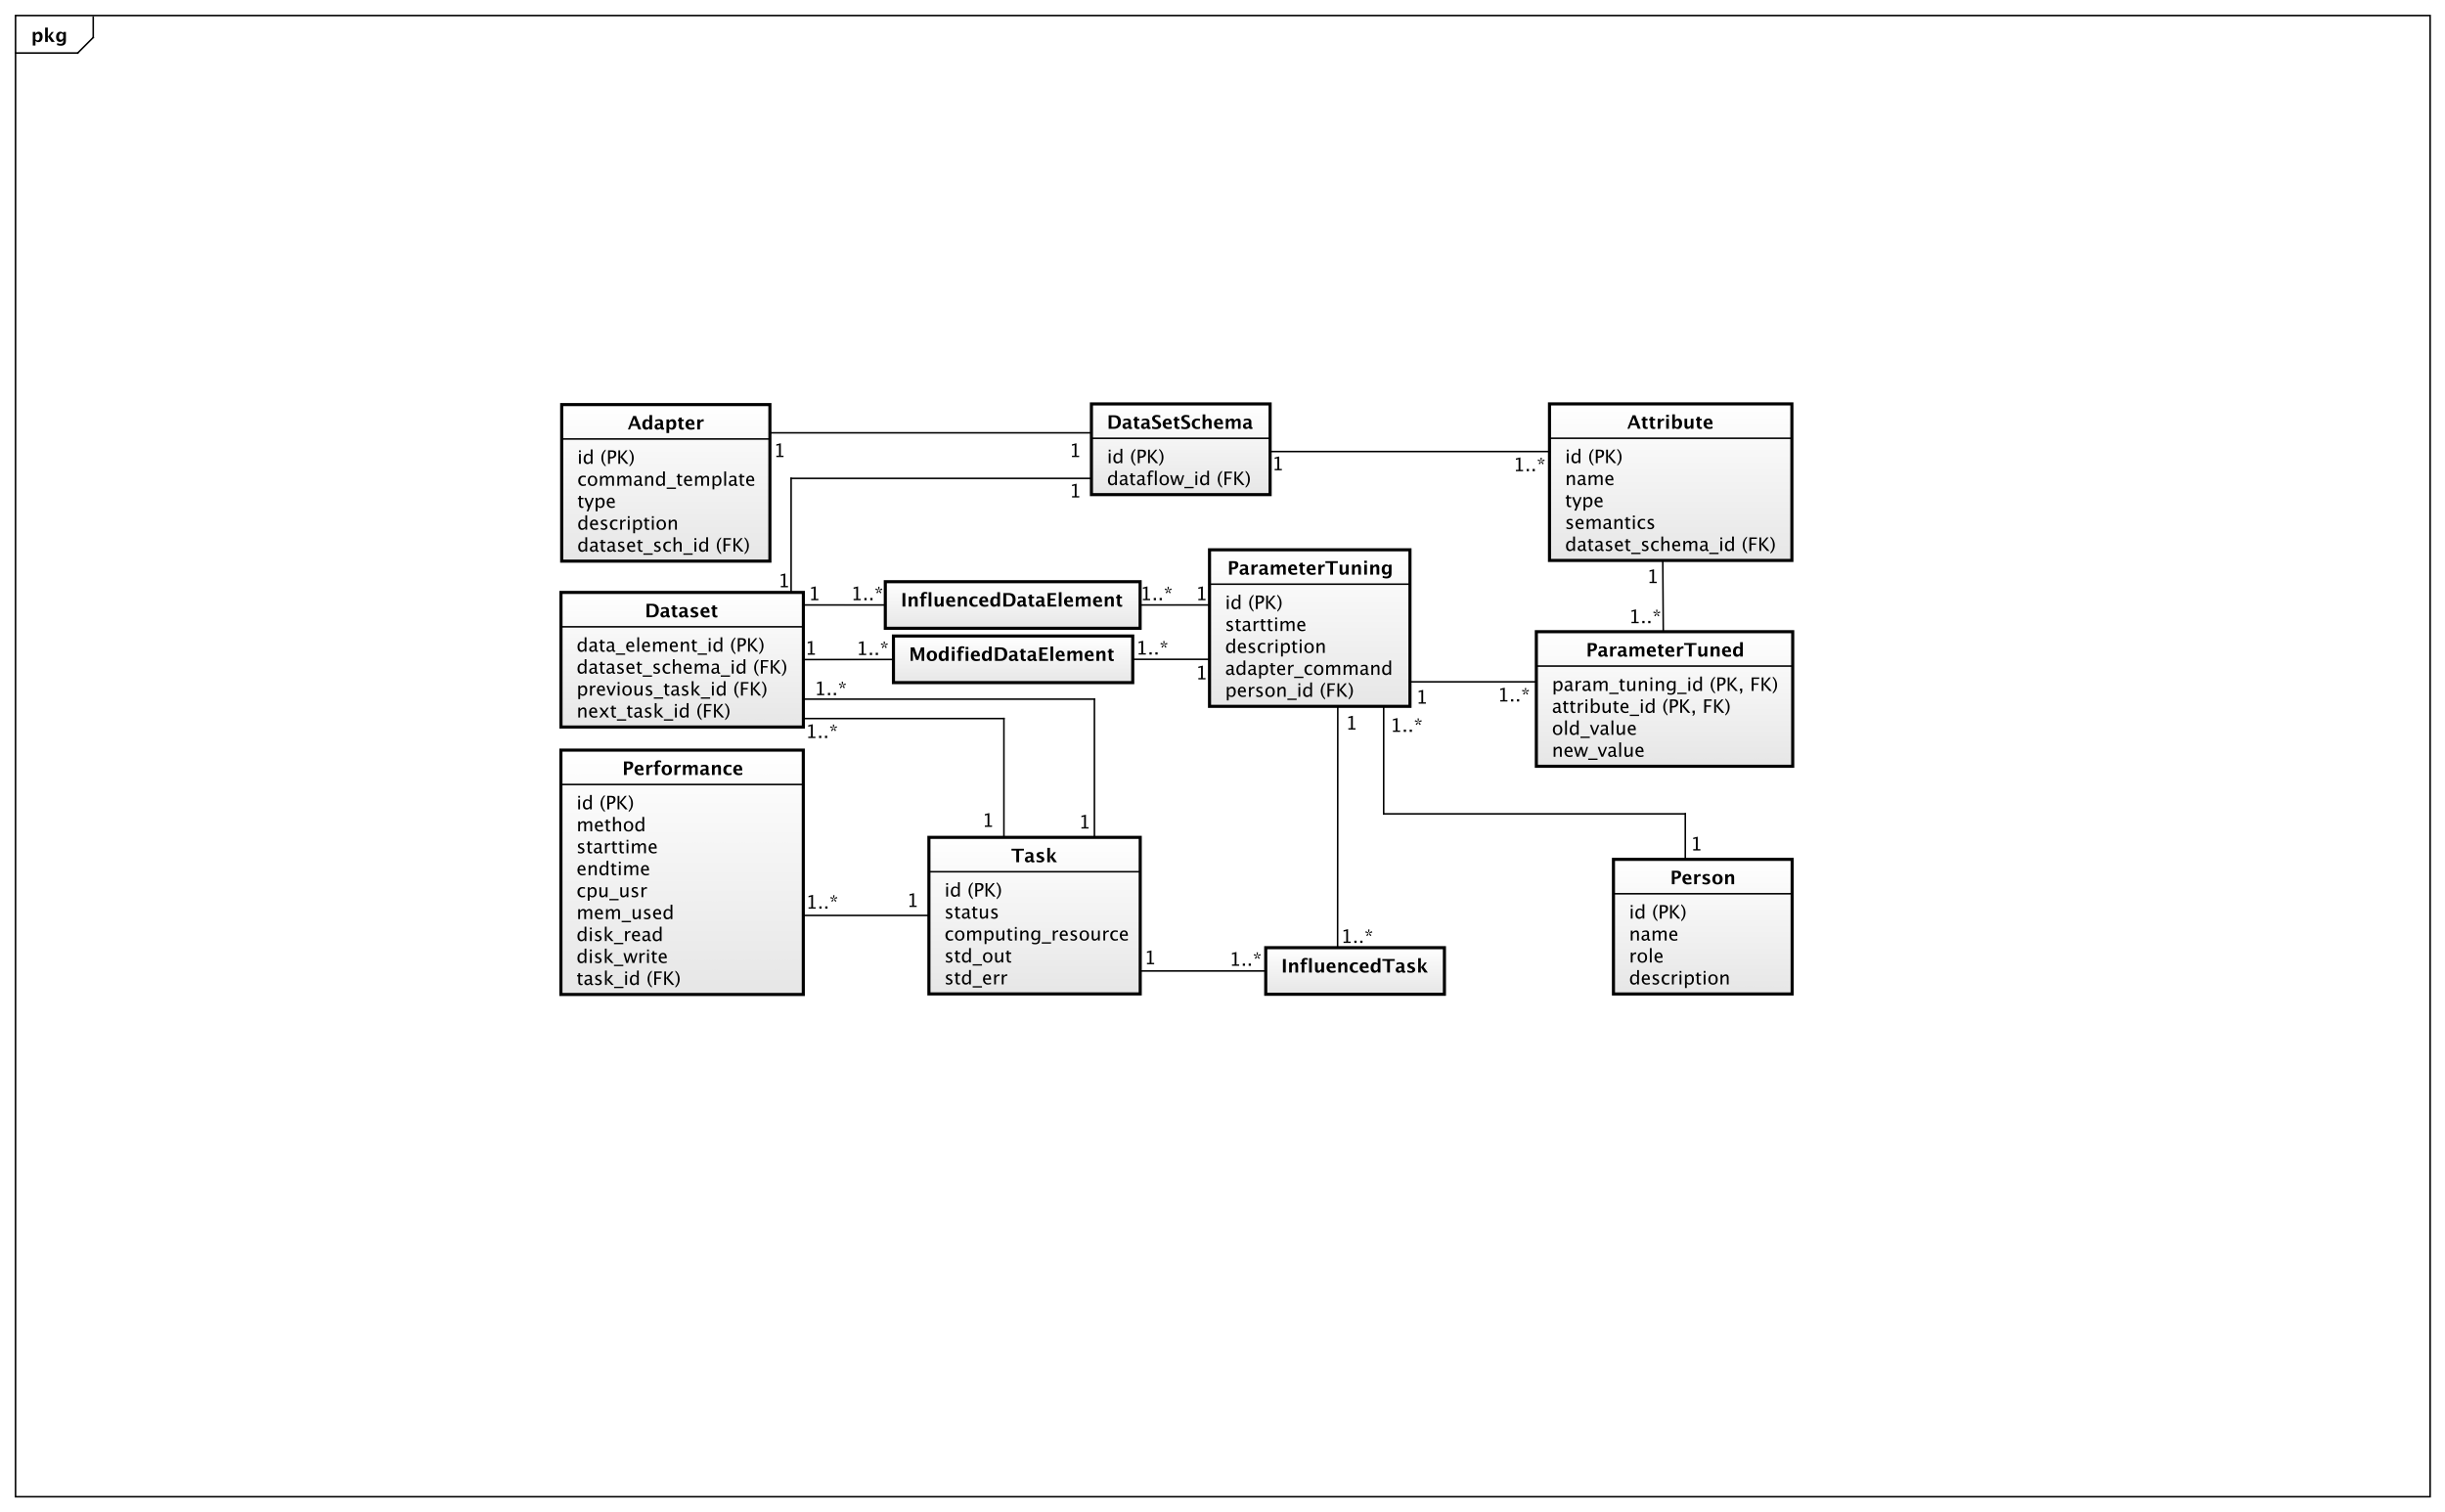 pkg
Adapter
id (PK)
command_template
type
description
dataset_sch_id (FK)
1
1
1
DataSetSchema
id (PK)
dataflow_id (FK)
1
1..*
Attribute
id (PK)
name
type
semantics
dataset_schema_id (FK)
1
1..*
1
1
1..*
InfluencedDataElement
1..*
1
Dataset
data_element_id (PK)
dataset_schema_id (FK)
previous_task_id (FK)
next_task_id (FK)
1
1..*
ModifiedDataElement
1..*
1
1..*
1..*
ParameterTuning
id (PK)
starttime
description
adapter_command
person_id (FK)
1
1..*
1
1..*
ParameterTuned
param_tuning_id (PK, FK)
attribute_id (PK, FK)
old_value
new_value
Performance
id (PK)
method
starttime
endtime
cpu_usr
mem_used
disk_read
disk_write
task_id (FK)
1..*
1
1
1
Task
id (PK)
status
computing_resource
std_out
std_err
1
1..*
1..*
InfluencedTask
1
Person
id (PK)
name
role
description